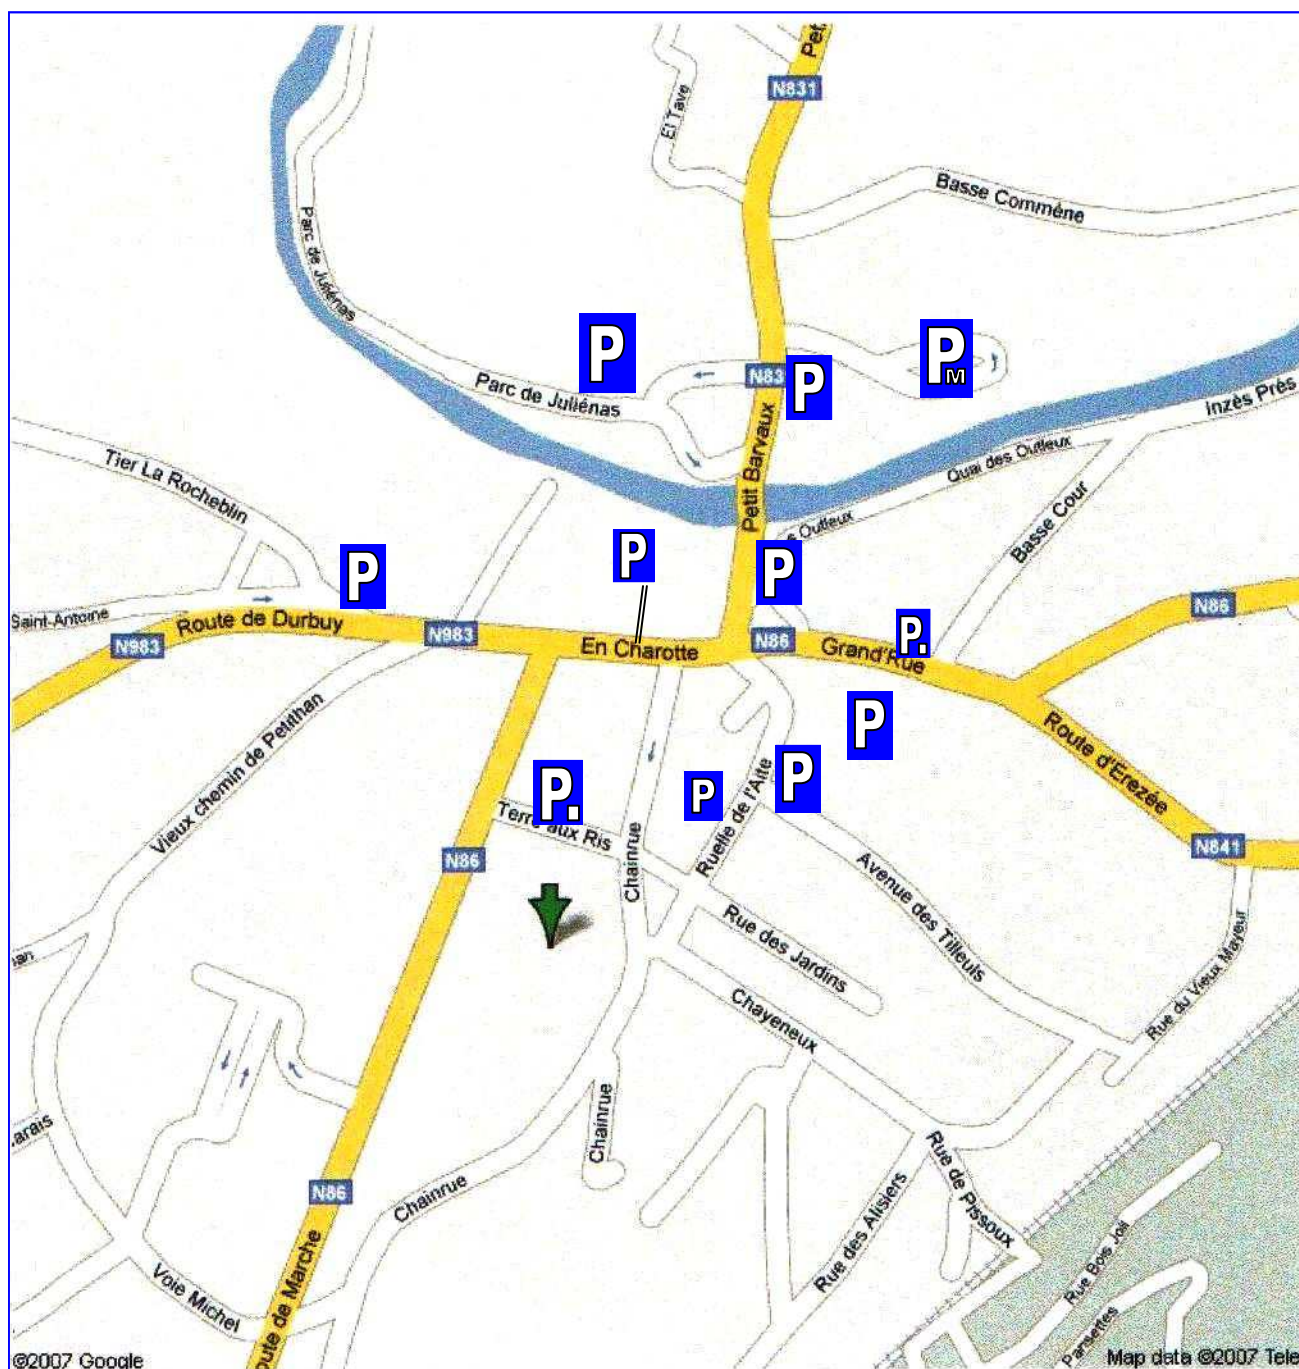 Pet.
N831
El Tave
Basse Commène
Parc de Juliénas
P
P
M
N83
P
Parc de Juliénas
Inzès Près
Petit Barvaux
Quai des Outleux
Tier La Rocheblin
s Outleux
Basse Cour
P
P
P
Saint-Antoine
Route de Durbuy
N983
N983
En Charotte
N86
Grand'Rue
P.
N86
Vieux chemin de Petithan
P
Route d'Erezée
P.
P
P
Terre aux Ris
Ruelle de l'Aite
Chainrue
N86
N841
Avenue des Tilleuls
Rue des Jardins
Rue du Vieux Mayeur
Chayeneux
arais
Chainrue
Chainrue
N86
Rue de Pissoux
Rue des Alisiers
Rue Bois Joli
Voie Michel
oute de Marche
Parsettes
©2007 Google
Map data ©2007 Tele